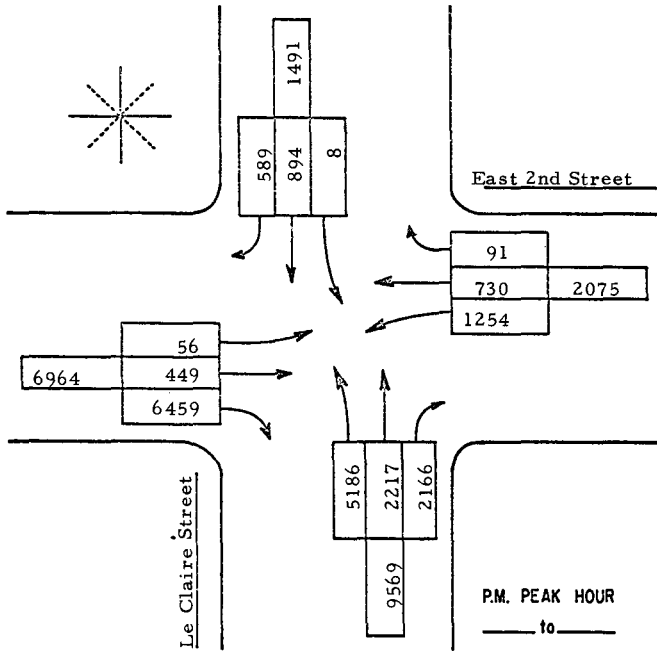 1491
589 894 8
East 2nd Street
91
730 2075
1254
56
6964 449
6459
5186 2217 2166
9569
Le Claire Street
P.M. PEAK HOUR
to